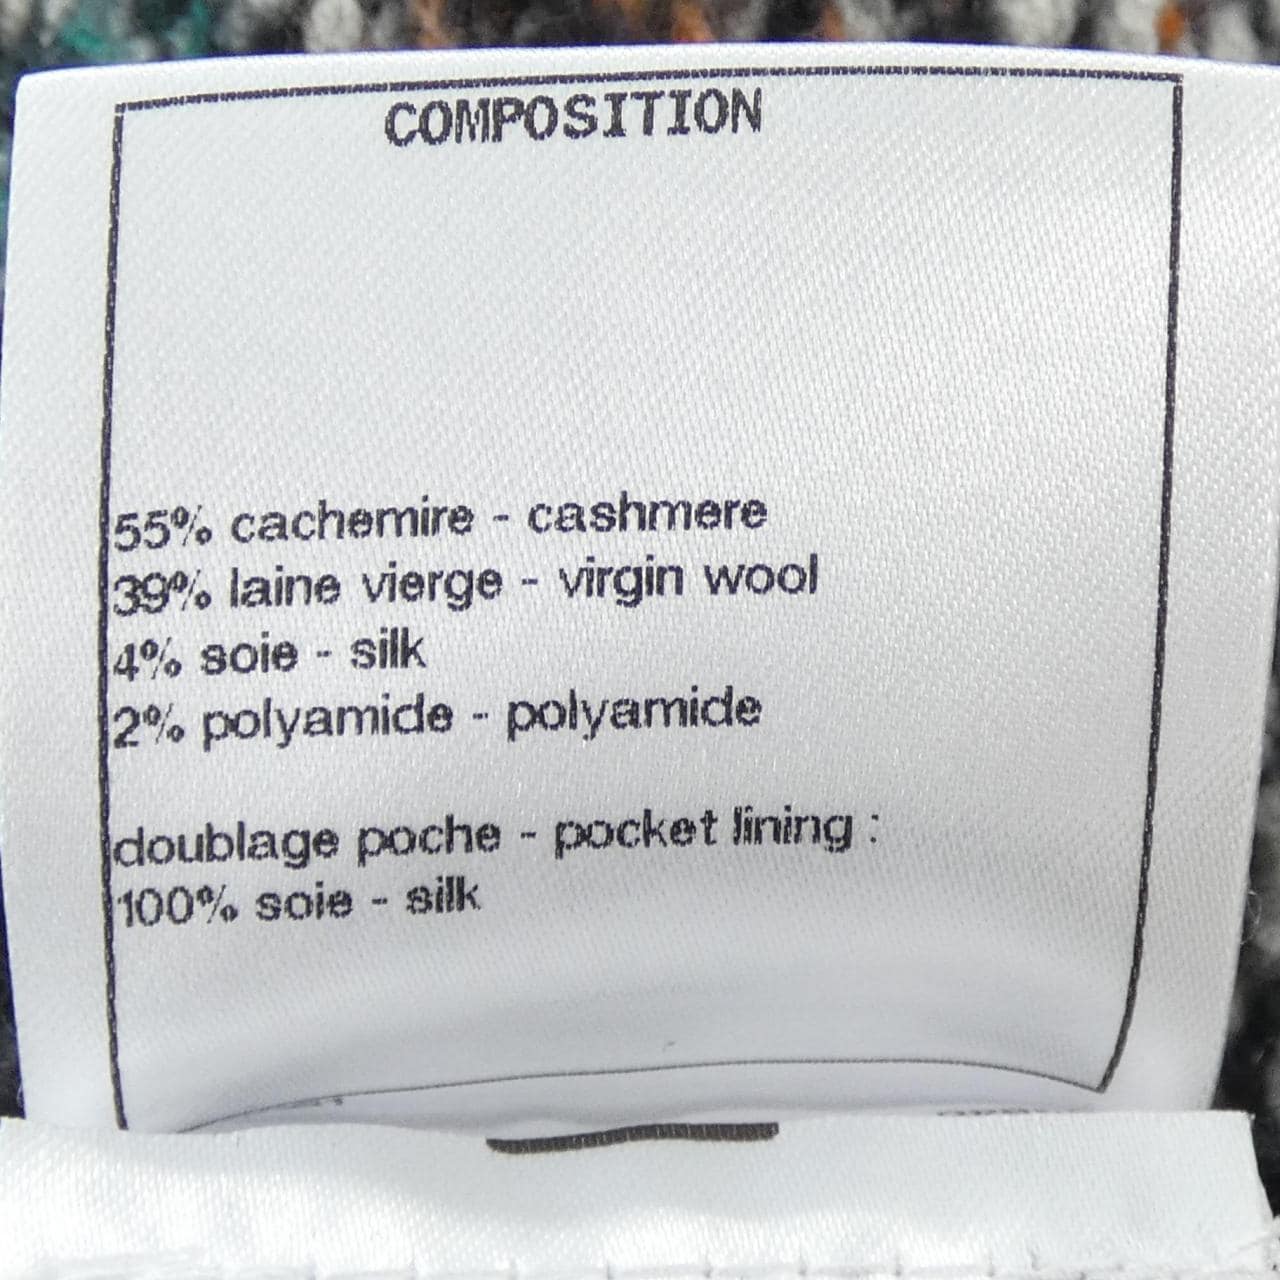 COMPOSITION
55% cachemire - cashmere
39% laine vierge - virgin wool
4% soie - silk
2% polyamide - polyamide
doublage poche - pocket lining :
100% soie - silk